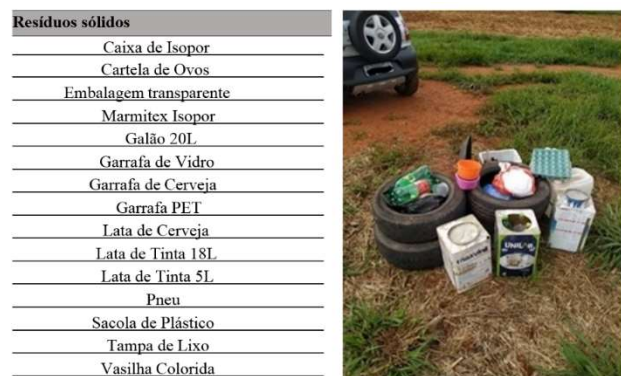 Resíduos sólidos
Caixa de Isopor
Cartela de Ovos
Embalagem transparente
Marmitex Isopor
Galão 20L
Garrafa de Vidro
Garrafa de Cerveja
Garrafa PET
Lata de Cerveja
Lata de Tinta 18L
Lata de Tinta 5L
Pneu
Sacola de Plástico
Tampa de Lixo
Vasilha Colorida